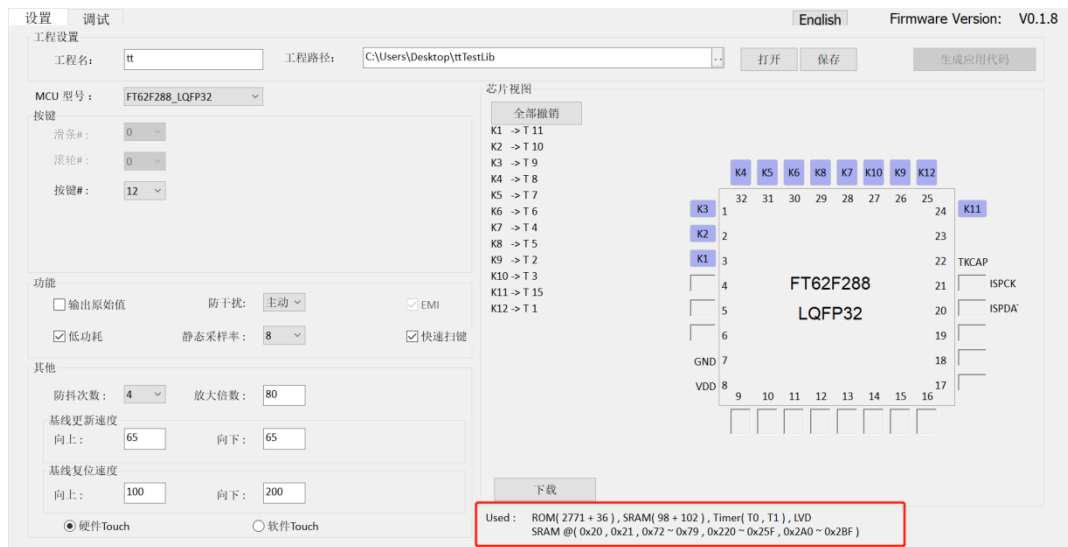 设置 调试 English Firmware Version: V0.1.8
工程设置
工程名: tt 工程路径: C:\Users\Desktop\ttTestLib .. 打开 保存 生成应用代码
MCU 型号: FT62F288_LQFP32
按键
滑条#: 0
滚轮#: 0
按键#: 12
功能
输出原始值 防干扰: 主动 EMI
低功耗 静态采样率: 8 快速扫键
其他
防抖次数: 4 放大倍数: 80
基线更新速度
向上: 65 向下: 65
基线复位速度
向上: 100 向下: 200
硬件Touch 软件Touch
芯片视图
全部撤销
K1 -> T 11
K2 -> T 10
K3 -> T 9
K4 -> T 8
K5 -> T 7
K6 -> T 6
K7 -> T 4
K8 -> T 5
K9 -> T 2
K10 -> T 3
K11 -> T 15
K12 -> T 1
K4 K5 K6 K8 K7 K10 K9 K12
32 31 30 29 28 27 26 25
K3 1 24 K11
K2 2 23
K1 3 22 TKCAP
4 FT62F288 21 ISPCK
5 LQFP32 20 ISPDAT
6 19
GND 7 18
VDD 8 17
9 10 11 12 13 14 15 16
下载
Used : ROM( 2771 + 36 ) , SRAM( 98 + 102 ) , Timer( T0 , T1 ) , LVD
SRAM @( 0x20 , 0x21 , 0x72 ~ 0x79 , 0x220 ~ 0x25F , 0x2A0 ~ 0x2BF )